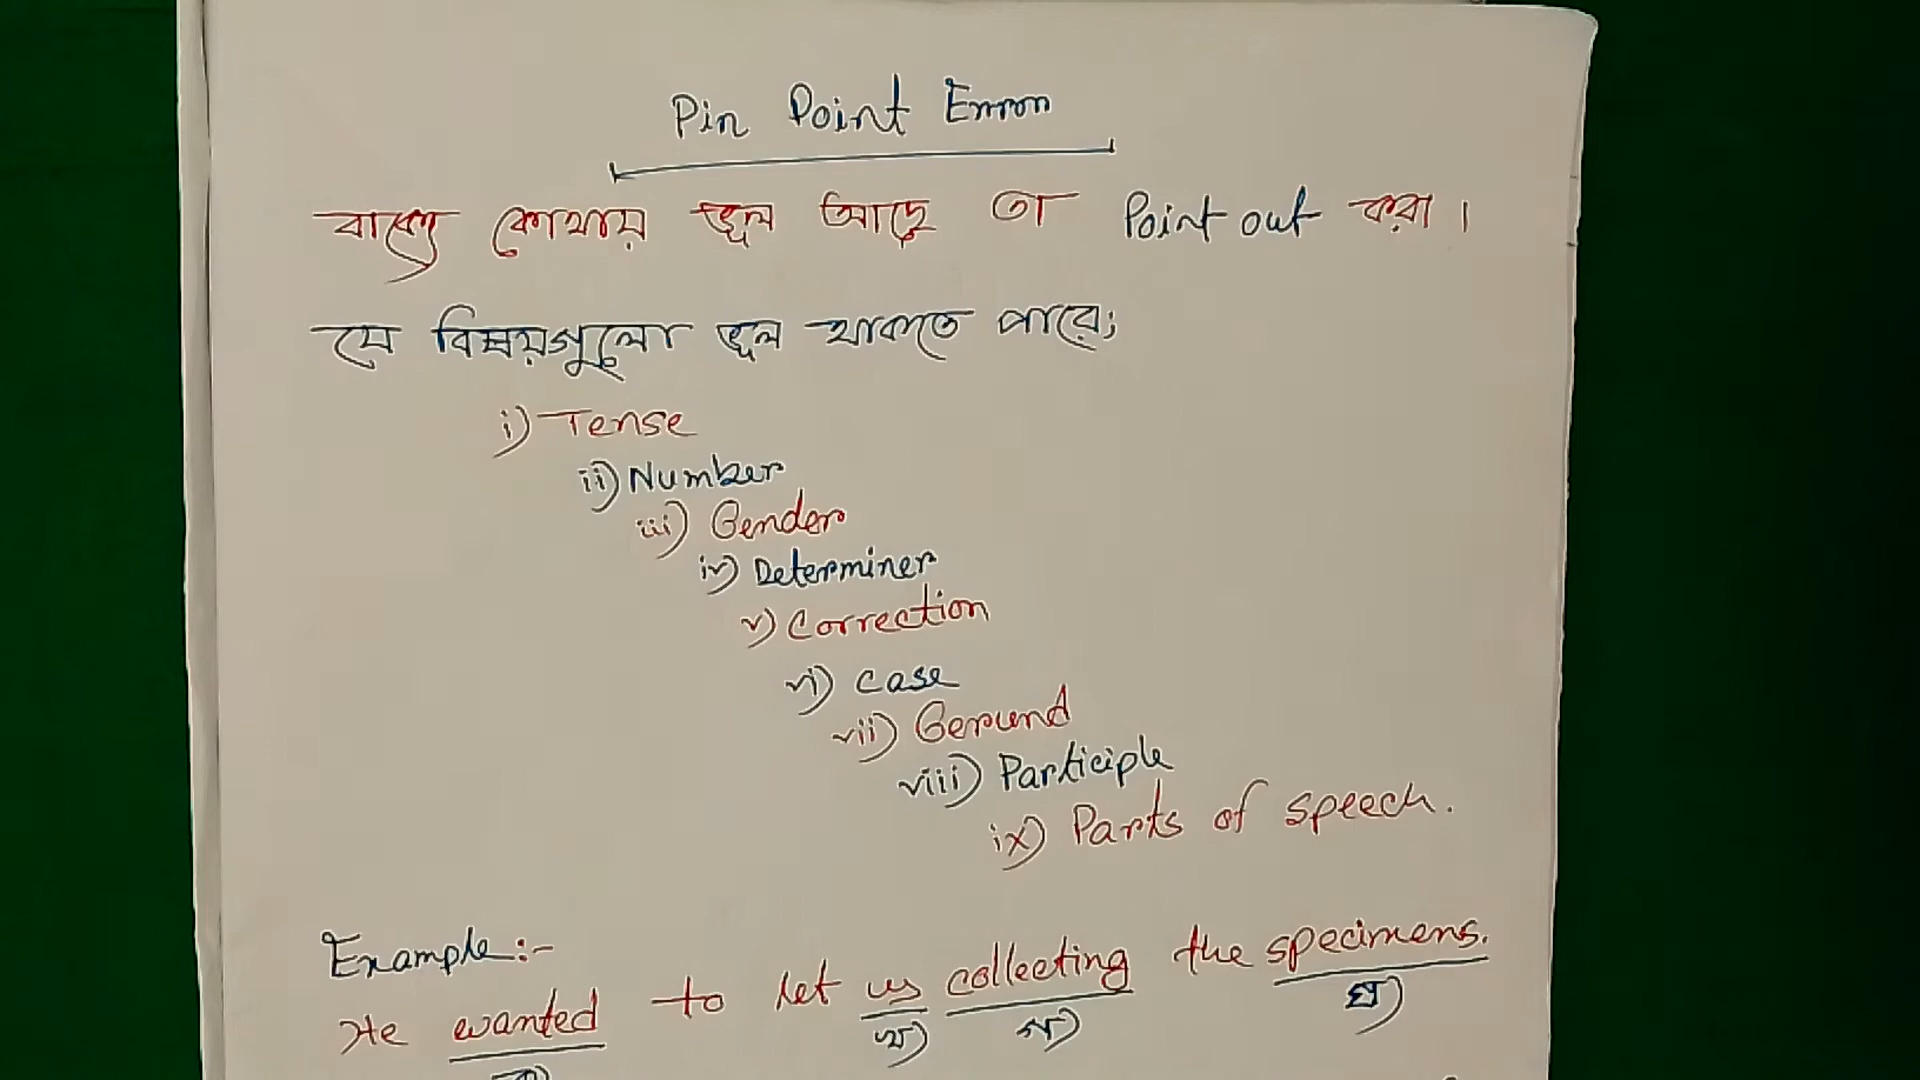 Pin Point Error
বাক্যে কোথায় ভুল আছে তা Point out করা ।
যে বিষয়গুলো ভুল থাকতে পারে;
i) Tense
ii) Number
iii) Gender
iv) Determiner
v) Correction
vi) Case
vii) Gerund
viii) Participle
ix) Parts of speech.
Example:-
He wanted to let us collecting the specimens.
ক) খ) গ) ঘ)